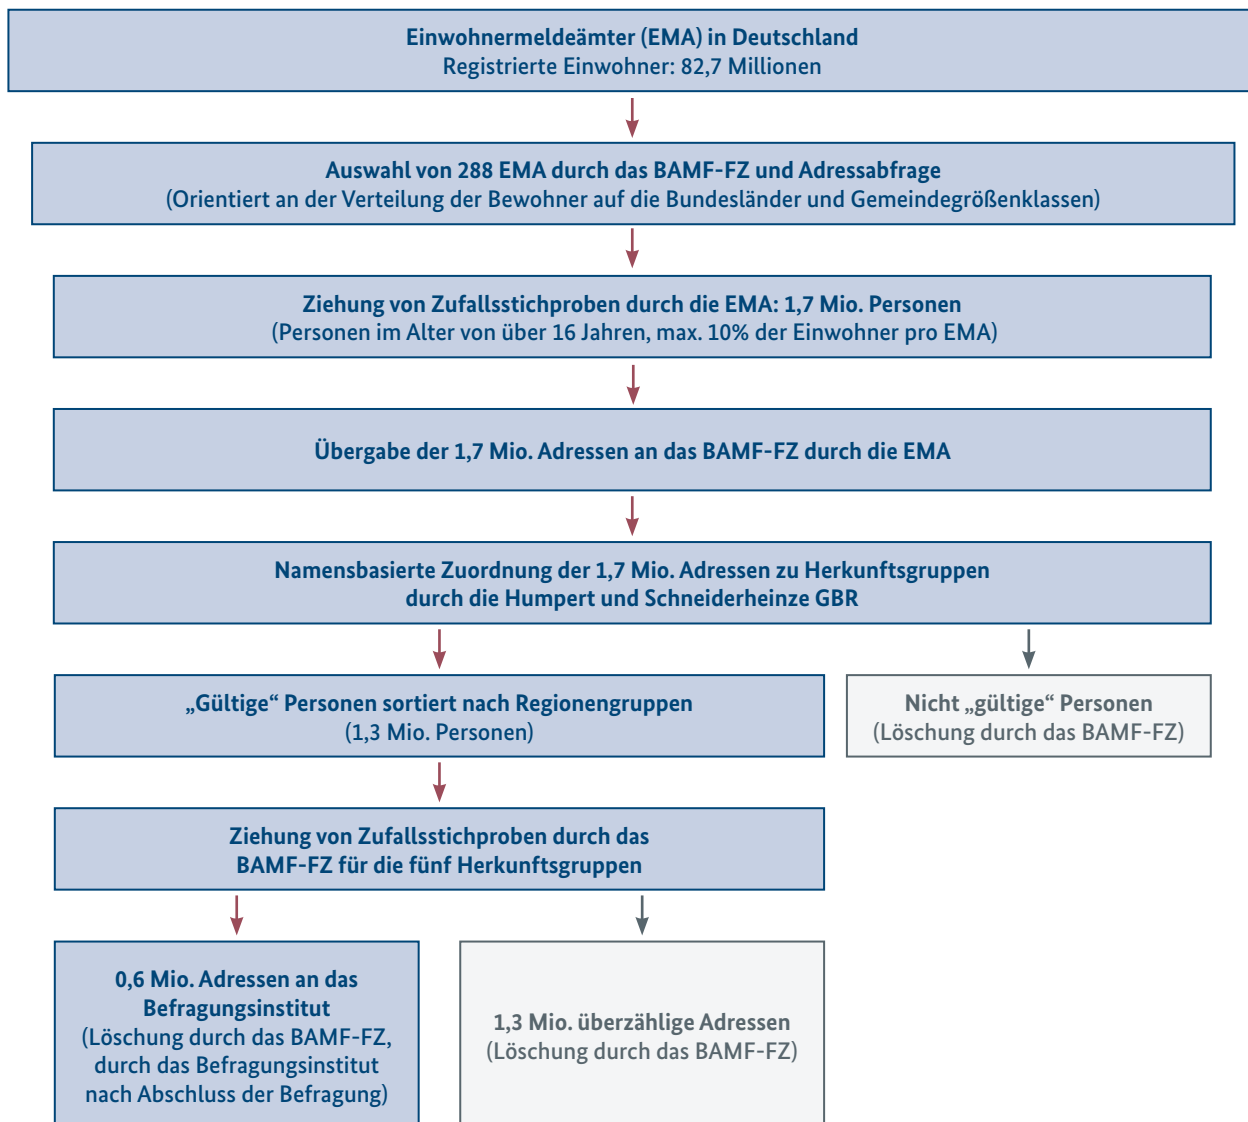 Einwohnermeldeämter (EMA) in Deutschland
Registrierte Einwohner: 82,7 Millionen
Auswahl von 288 EMA durch das BAMF-FZ und Adressabfrage
(Orientiert an der Verteilung der Bewohner auf die Bundesländer und Gemeindegrößenklassen)
Ziehung von Zufallsstichproben durch die EMA: 1,7 Mio. Personen
(Personen im Alter von über 16 Jahren, max. 10% der Einwohner pro EMA)
Übergabe der 1,7 Mio. Adressen an das BAMF-FZ durch die EMA
Namensbasierte Zuordnung der 1,7 Mio. Adressen zu Herkunftsgruppen
durch die Humpert und Schneiderheinze GBR
„Gültige“ Personen sortiert nach Regionengruppen
(1,3 Mio. Personen)
Nicht „gültige“ Personen
(Löschung durch das BAMF-FZ)
Ziehung von Zufallsstichproben durch das
BAMF-FZ für die fünf Herkunftsgruppen
0,6 Mio. Adressen an das
Befragungsinstitut
(Löschung durch das BAMF-FZ,
durch das Befragungsinstitut
nach Abschluss der Befragung)
1,3 Mio. überzählige Adressen
(Löschung durch das BAMF-FZ)